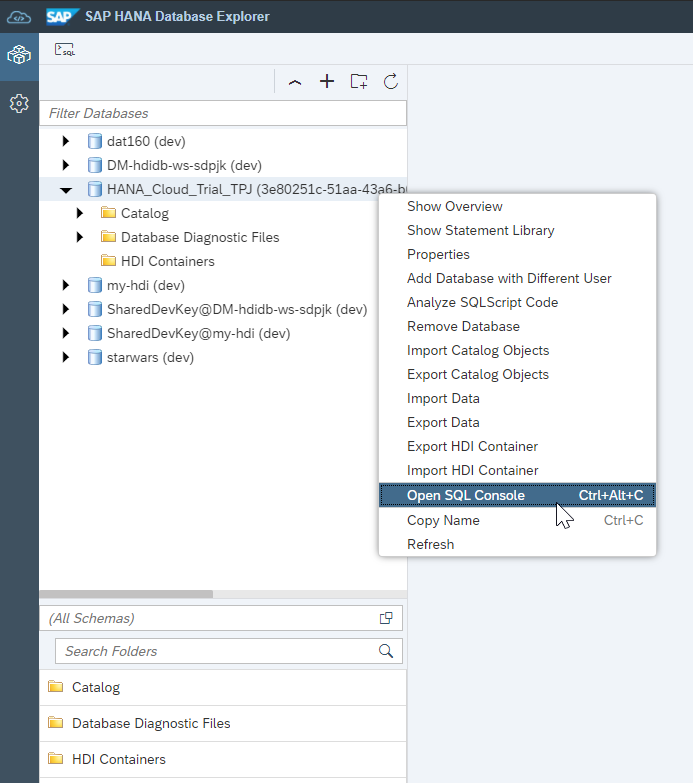 SAP SAP HANA Database Explorer
SQL
Filter Databases
dat160 (dev)
DM-hdidb-ws-sdpjk (dev)
HANA_Cloud_Trial_TPJ (3e80251c-51aa-43a6-b
Catalog
Database Diagnostic Files
HDI Containers
my-hdi (dev)
SharedDevKey@DM-hdidb-ws-sdpjk (dev)
SharedDevKey@my-hdi (dev)
starwars (dev)
Show Overview
Show Statement Library
Properties
Add Database with Different User
Analyze SQLScript Code
Remove Database
Import Catalog Objects
Export Catalog Objects
Import Data
Export Data
Export HDI Container
Import HDI Container
Open SQL Console Ctrl+Alt+C
Copy Name Ctrl+C
Refresh
(All Schemas)
Search Folders
Catalog
Database Diagnostic Files
HDI Containers